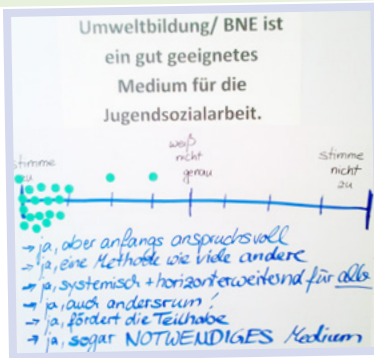 Umweltbildung/ BNE ist
ein gut geeignetes
Medium für die
Jugendsozialarbeit.
stimme
zu
weiß
nicht
genau
stimme
nicht
zu
→ ja, aber anfangs anspruchsvoll
→ ja, eine Methode wie viele andere
→ ja, systemisch + horizonterweiternd für alle
→ ja, auch andersrum!
→ ja, fördert die Teilhabe
→ ja, sogar NOTWENDIGES Medium